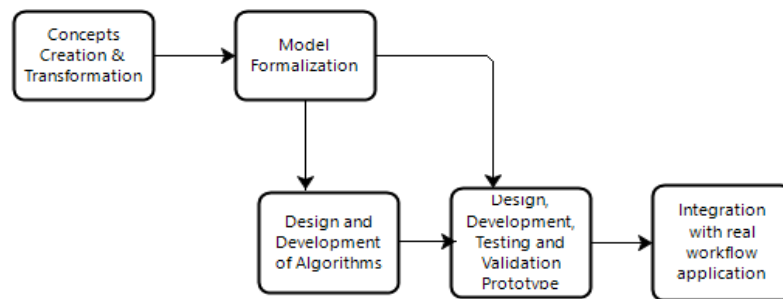 Concepts
Creation &
Transformation
Model
Formalization
Design and
Development
of Algorithms
Design,
Development,
Testing and
Validation
Prototype
Integration
with real
workflow
application